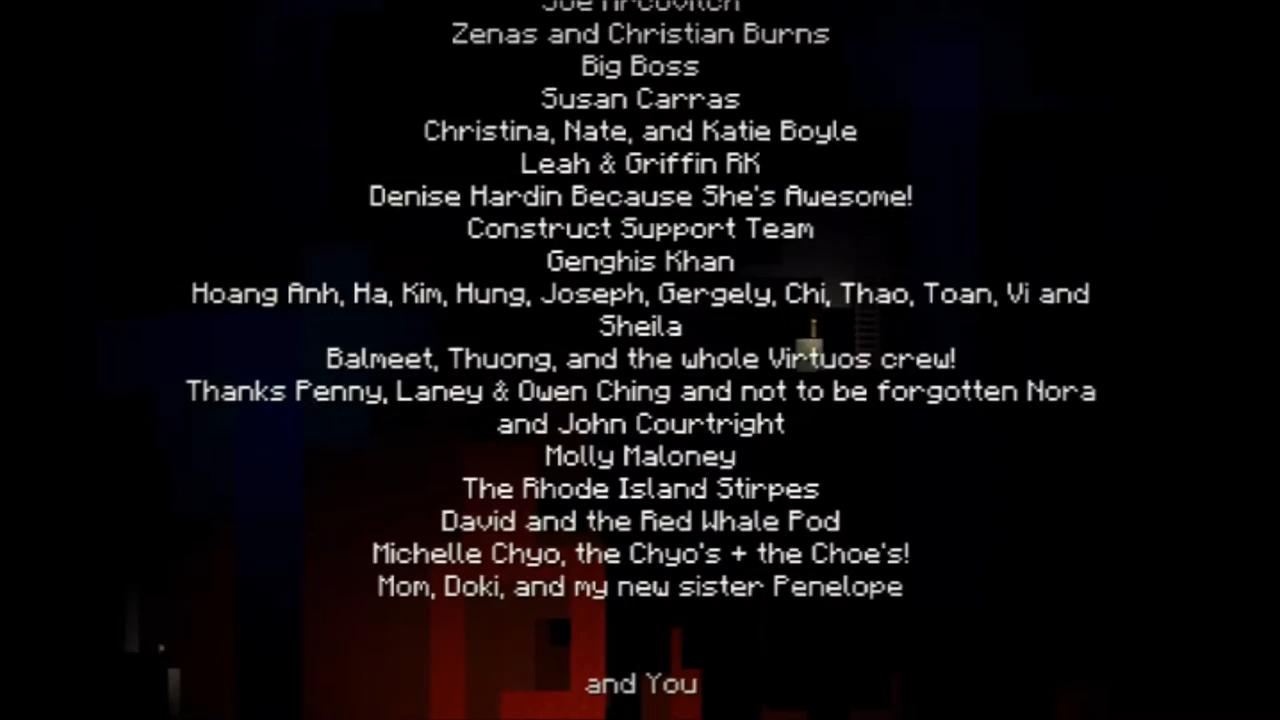 Zenas and Christian Burns
Big Boss
Susan Carras
Christina, Nate, and Katie Boyle
Leah & Griffin RK
Denise Hardin Because She's Awesome!
Construct Support Team
Genghis Khan
Hoang Anh, Ha, Kim, Hung, Joseph, Gergely, Chi, Thao, Toan, Vi and
Sheila
Balmeet, Thuong, and the whole Virtuos crew!
Thanks Penny, Laney & Owen Ching and not to be forgotten Nora
and John Courtright
Molly Maloney
The Rhode Island Stirpes
David and the Red Whale Pod
Michelle Chyo, the Chyo's + the Choe's!
Mom, Doki, and my new sister Penelope
and You